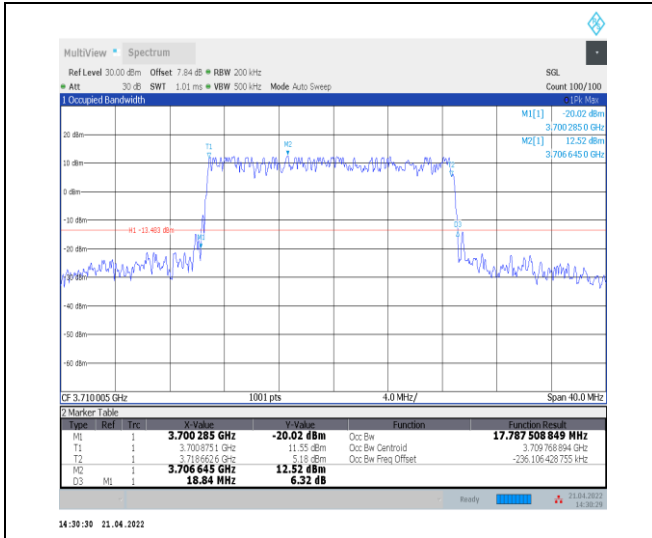 MultiView Spectrum
Ref Level 30.00 dBm Offset 7.84 dB RBW 200 kHz SGL
Att 30 dB SWT 1.01 ms VBW 500 kHz Mode Auto Sweep Count 100/100
1 Occupied Bandwidth 1Pk Max
M1[1] -20.02 dBm
3.700 285 0 GHz
M2[1] 12.52 dBm
3.706 645 0 GHz
20 dBm
T1
M2
10 dBm
0 dBm
-10 dBm
H1 -13.483 dBm
D3
M1
-20 dBm
-30 dBm
-40 dBm
-50 dBm
-60 dBm
CF 3.710 005 GHz 1001 pts 4.0 MHz/ Span 40.0 MHz
2 Marker Table
Type Ref Trc X-Value Y-Value Function Function Result
M1 1 3.700 285 GHz -20.02 dBm Occ Bw 17.787 508 849 MHz
T1 1 3.700 875 1 GHz 11.55 dBm Occ Bw Centroid 3.709 768 894 GHz
T2 1 3.718 662 6 GHz 5.18 dBm Occ Bw Freq Offset -236.106 428 755 kHz
M2 1 3.706 645 GHz 12.52 dBm
D3 M1 1 18.84 MHz 6.32 dB
Ready 21.04.2022
14:30:29
14:30:30 21.04.2022